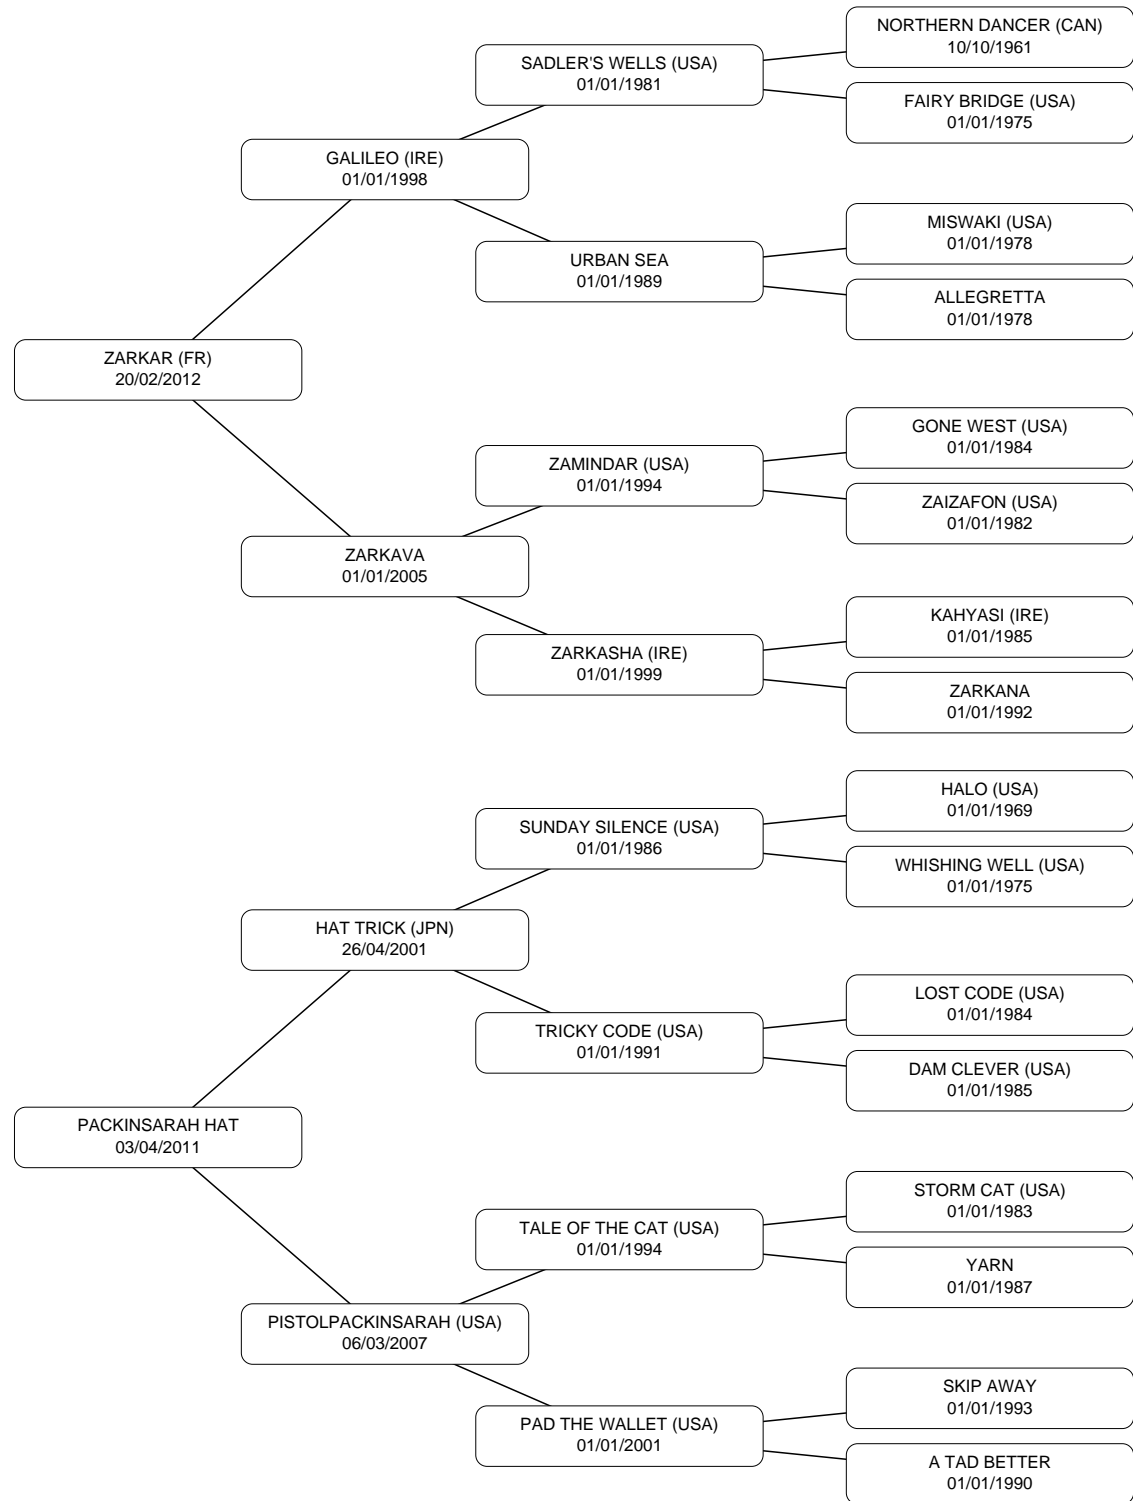 NORTHERN DANCER (CAN)
10/10/1961
SADLER'S WELLS (USA)
01/01/1981
FAIRY BRIDGE (USA)
01/01/1975
GALILEO (IRE)
01/01/1998
MISWAKI (USA)
01/01/1978
URBAN SEA
01/01/1989
ALLEGRETTA
01/01/1978
ZARKAR (FR)
20/02/2012
GONE WEST (USA)
01/01/1984
ZAMINDAR (USA)
01/01/1994
ZAIZAFON (USA)
01/01/1982
ZARKAVA
01/01/2005
KAHYASI (IRE)
01/01/1985
ZARKASHA (IRE)
01/01/1999
ZARKANA
01/01/1992
HALO (USA)
01/01/1969
SUNDAY SILENCE (USA)
01/01/1986
WHISHING WELL (USA)
01/01/1975
HAT TRICK (JPN)
26/04/2001
LOST CODE (USA)
01/01/1984
TRICKY CODE (USA)
01/01/1991
DAM CLEVER (USA)
01/01/1985
PACKINSARAH HAT
03/04/2011
STORM CAT (USA)
01/01/1983
TALE OF THE CAT (USA)
01/01/1994
YARN
01/01/1987
PISTOLPACKINSARAH (USA)
06/03/2007
SKIP AWAY
01/01/1993
PAD THE WALLET (USA)
01/01/2001
A TAD BETTER
01/01/1990